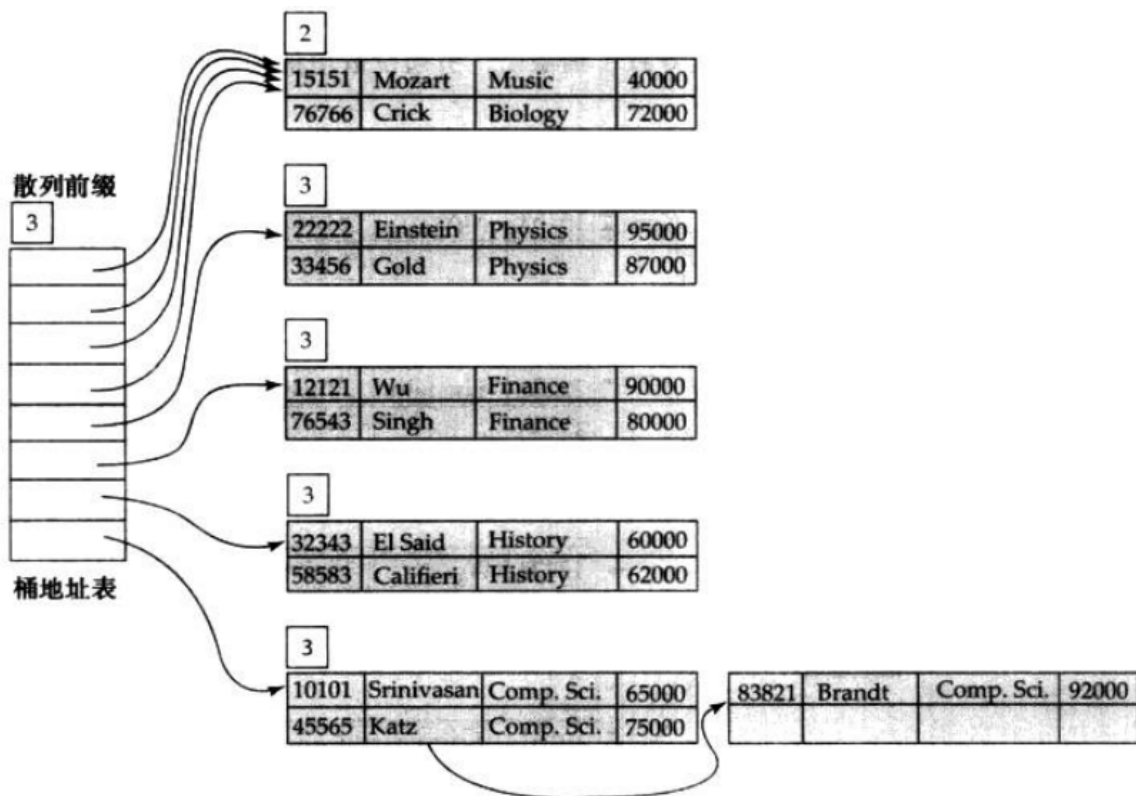 2
15151 Mozart Music 40000
76766 Crick Biology 72000
散列前缀
3
3
22222 Einstein Physics 95000
33456 Gold Physics 87000
3
12121 Wu Finance 90000
76543 Singh Finance 80000
3
32343 El Said History 60000
58583 Califieri History 62000
桶地址表
3
10101 Srinivasan Comp. Sci. 65000
45565 Katz Comp. Sci. 75000
83821 Brandt Comp. Sci. 92000